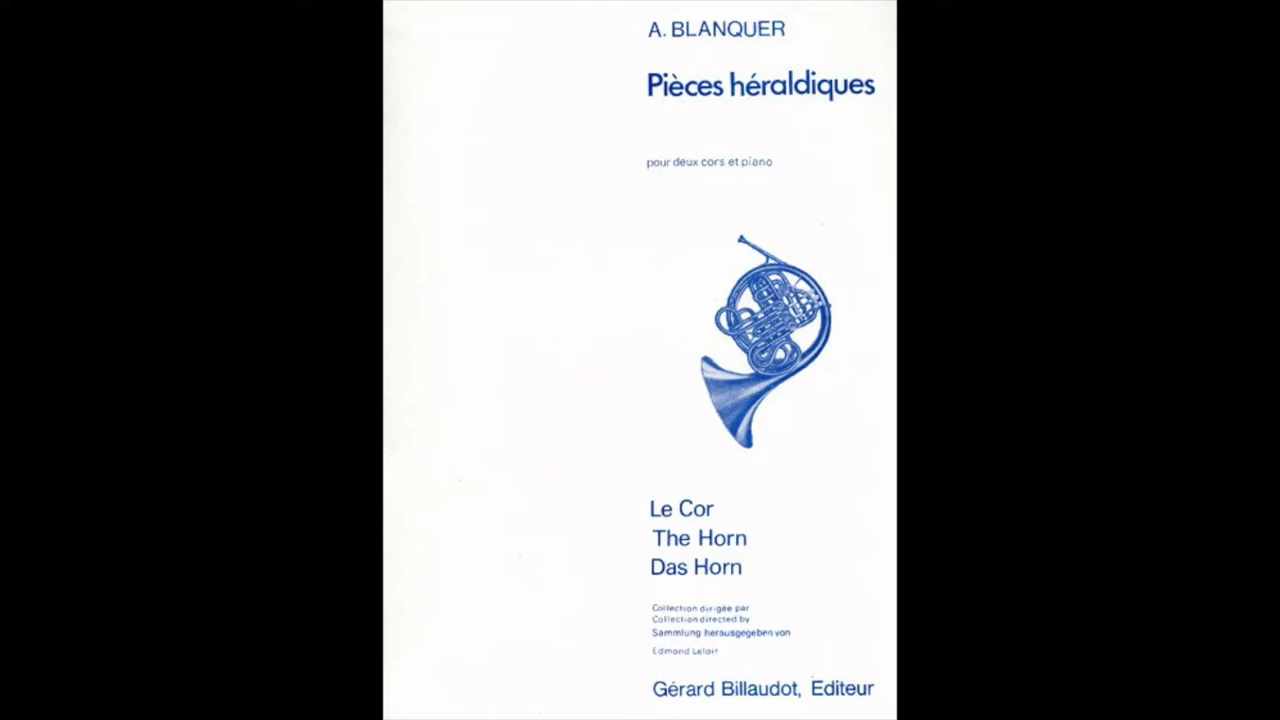 A. BLANQUER
Pièces héraldiques
pour deux cors et piano
Le Cor
The Horn
Das Horn
Collection dirigée par
Collection directed by
Sammlung herausgegeben von
Edmond Leloir
Gérard Billaudot, Editeur